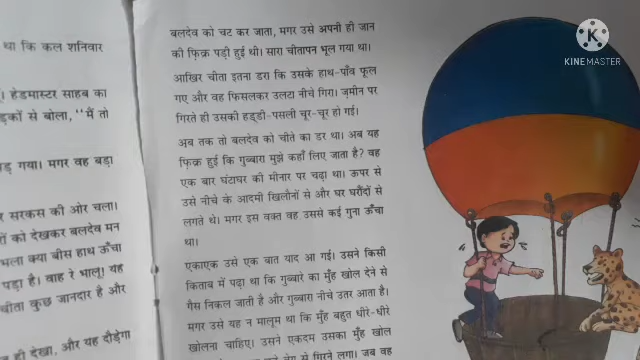 था कि कल शनिवार
हेडमास्टर साहब का
ड़कों से बोला, "मैं तो
गया। मगर वह बड़ा
सरकस की ओर चला।
को देखकर बलदेव मन
भला क्या बीस हाथ ऊँचा
पड़ा है। वाह रे भालू! यह
चीता कुछ जानदार है और
ही देखा, और यह दौड़ेगा
बलदेव को चट कर जाता, मगर उसे अपनी ही जान
की फ़िक्र पड़ी हुई थी। सारा चीतापन भूल गया था।
आखिर चीता इतना डरा कि उसके हाथ-पाँव फूल
गए और वह फिसलकर उलटा नीचे गिरा। ज़मीन पर
गिरते ही उसकी हड्डी-पसली चूर-चूर हो गई।
अब तक तो बलदेव को चीते का डर था। अब यह
फ़िक्र हुई कि गुब्बारा मुझे कहाँ लिए जाता है? वह
एक बार घंटाघर की मीनार पर चढ़ा था। ऊपर से
उसे नीचे के आदमी खिलौनों से और घर घरौंदों से
लगते थे। मगर इस वक्त वह उससे कई गुना ऊँचा
था।
एकाएक उसे एक बात याद आ गई। उसने किसी
किताब में पढ़ा था कि गुब्बारे का मुँह खोल देने से
गैस निकल जाती है और गुब्बारा नीचे उतर आता है।
मगर उसे यह न मालूम था कि मुँह बहुत धीरे-धीरे
खोलना चाहिए। उसने एकदम उसका मुँह खोल
से गिरने लगा। जब वह
KINEMASTER